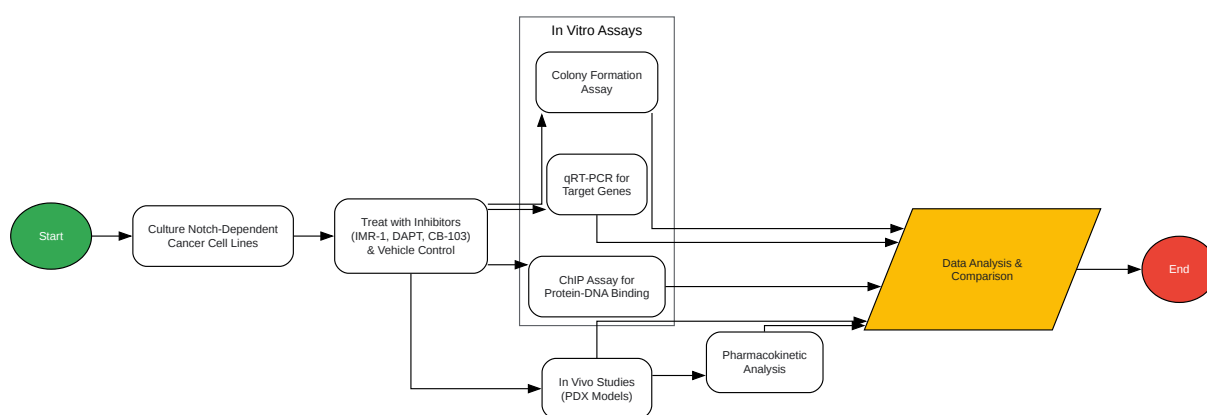 Start
Culture Notch-Dependent
Cancer Cell Lines
Treat with Inhibitors
(IMR-1, DAPT, CB-103)
& Vehicle Control
In Vitro Assays
Colony Formation
Assay
qRT-PCR for
Target Genes
ChIP Assay for
Protein-DNA Binding
In Vivo Studies
(PDX Models)
Pharmacokinetic
Analysis
Data Analysis &
Comparison
End